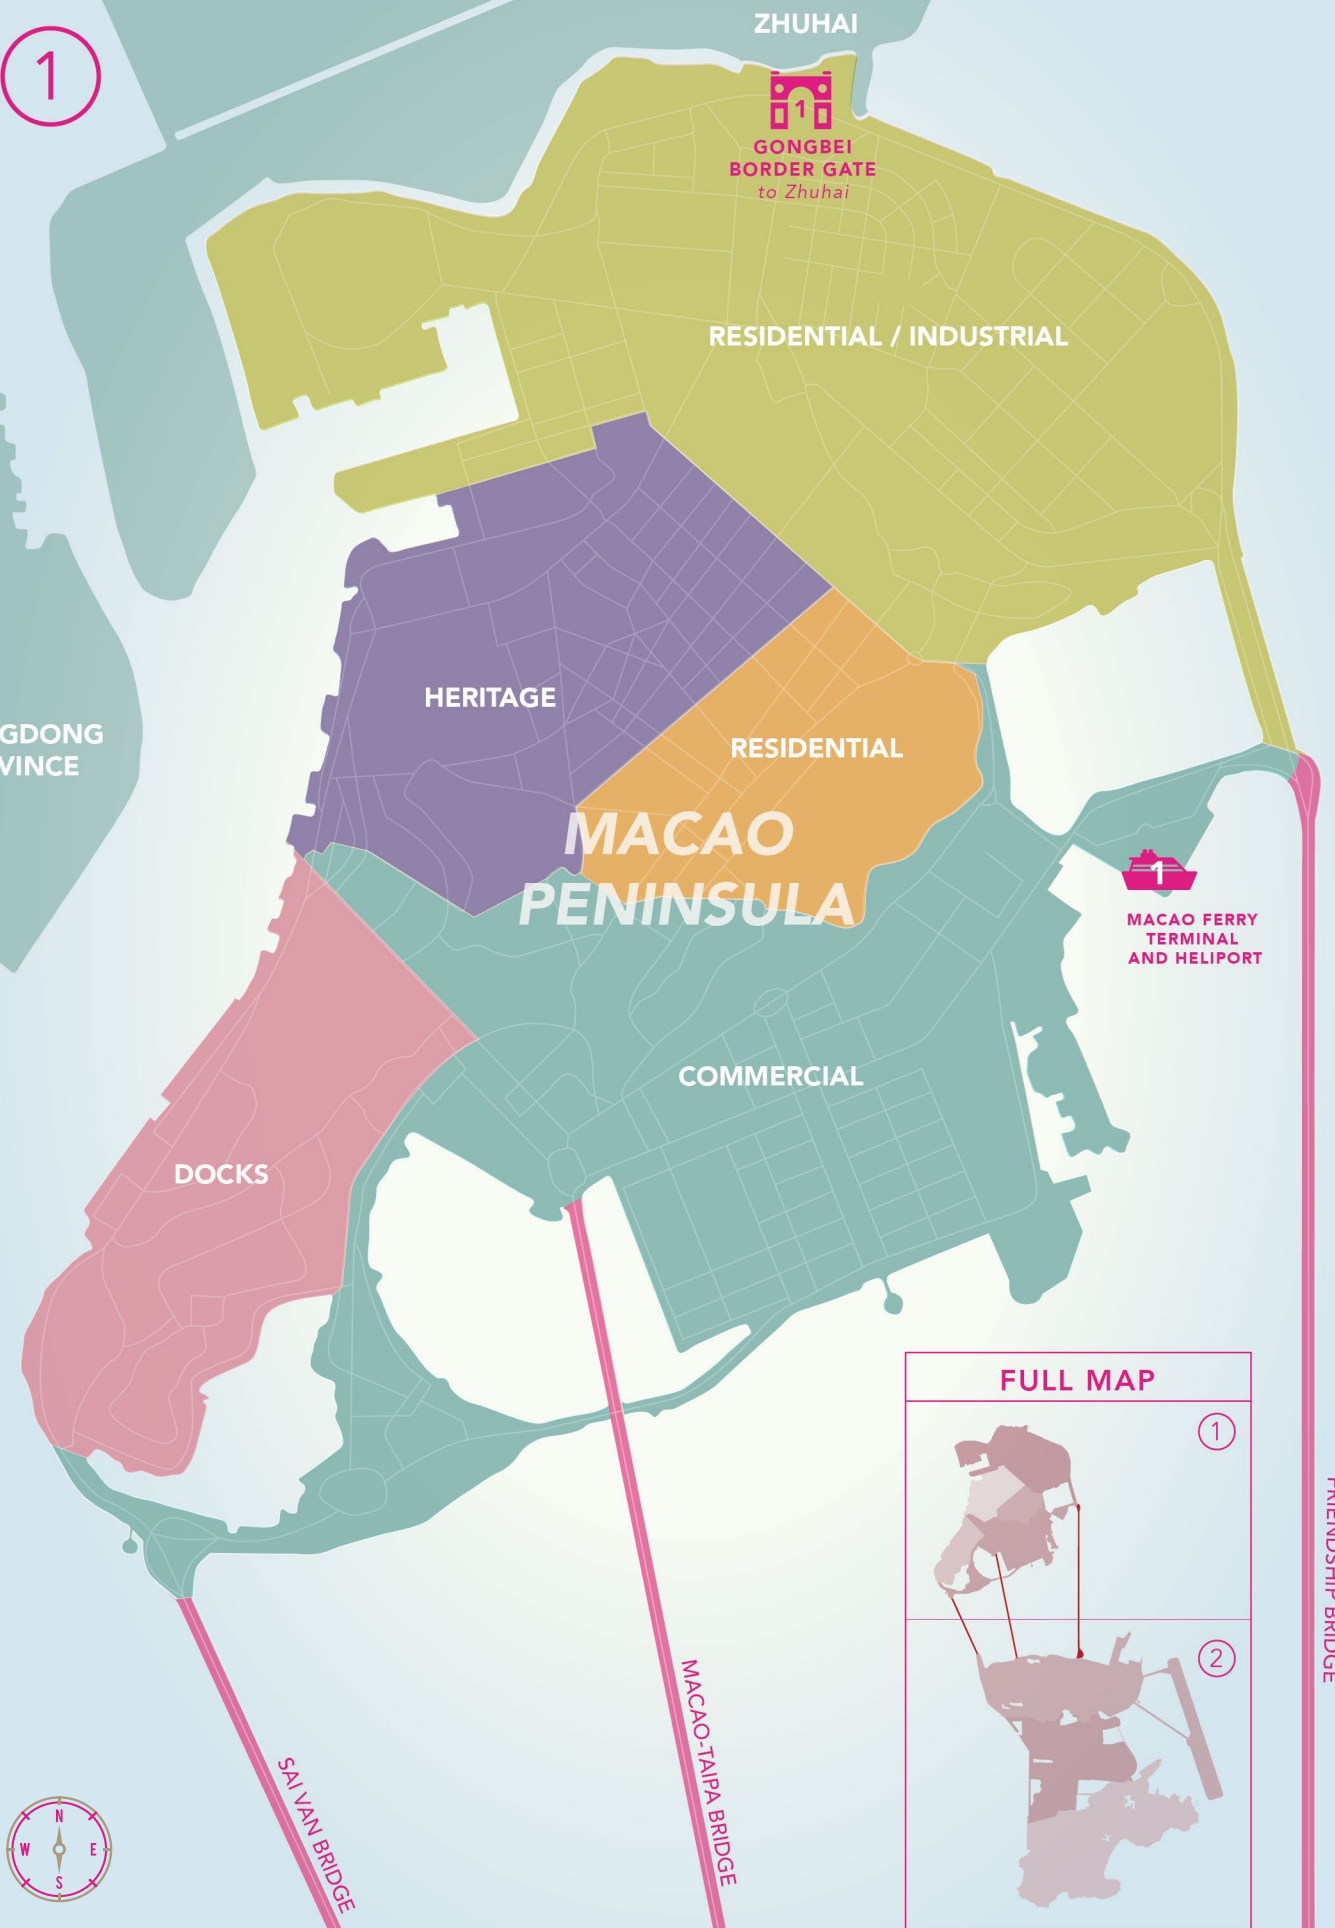 1
ZHUHAI
1
GONGBEI
BORDER GATE
to Zhuhai
RESIDENTIAL / INDUSTRIAL
HERITAGE
GDONG
VINCE
RESIDENTIAL
MACAO
PENINSULA
1
MACAO FERRY
TERMINAL
AND HELIPORT
COMMERCIAL
DOCKS
FULL MAP
1
2
FRIENDSHIP BRIDGE
MACAO-TAIPA BRIDGE
SAI VAN BRIDGE
N
W
E
S